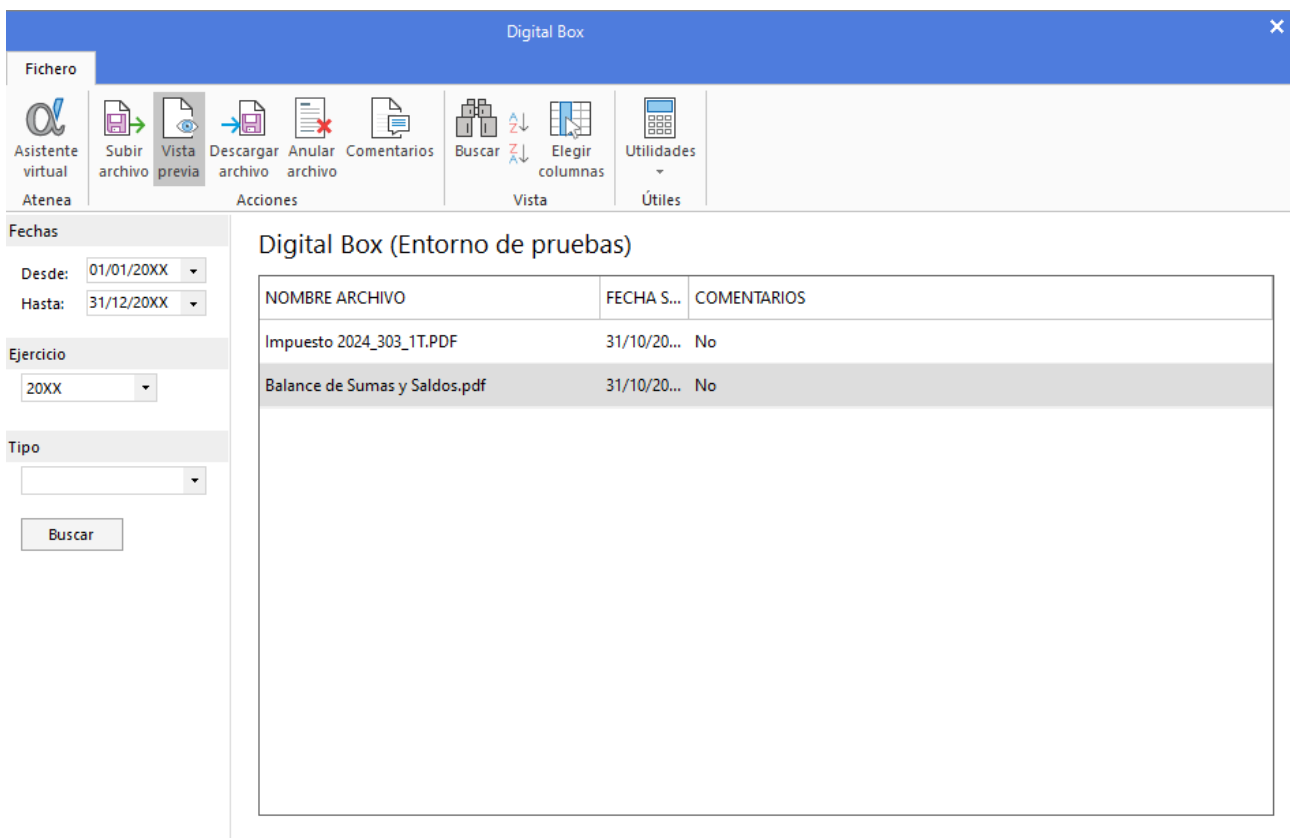 Digital Box
Fichero
Asistente virtual
Subir archivo
Vista previa
Descargar archivo
Anular archivo
Comentarios
Buscar
Elegir columnas
Utilidades
Atenea
Acciones
Vista
Útiles
Fechas
Desde: 01/01/20XX
Hasta: 31/12/20XX
Ejercicio
20XX
Tipo
Buscar
Digital Box (Entorno de pruebas)
NOMBRE ARCHIVO FECHA S... COMENTARIOS
Impuesto 2024_303_1T.PDF 31/10/20... No
Balance de Sumas y Saldos.pdf 31/10/20... No